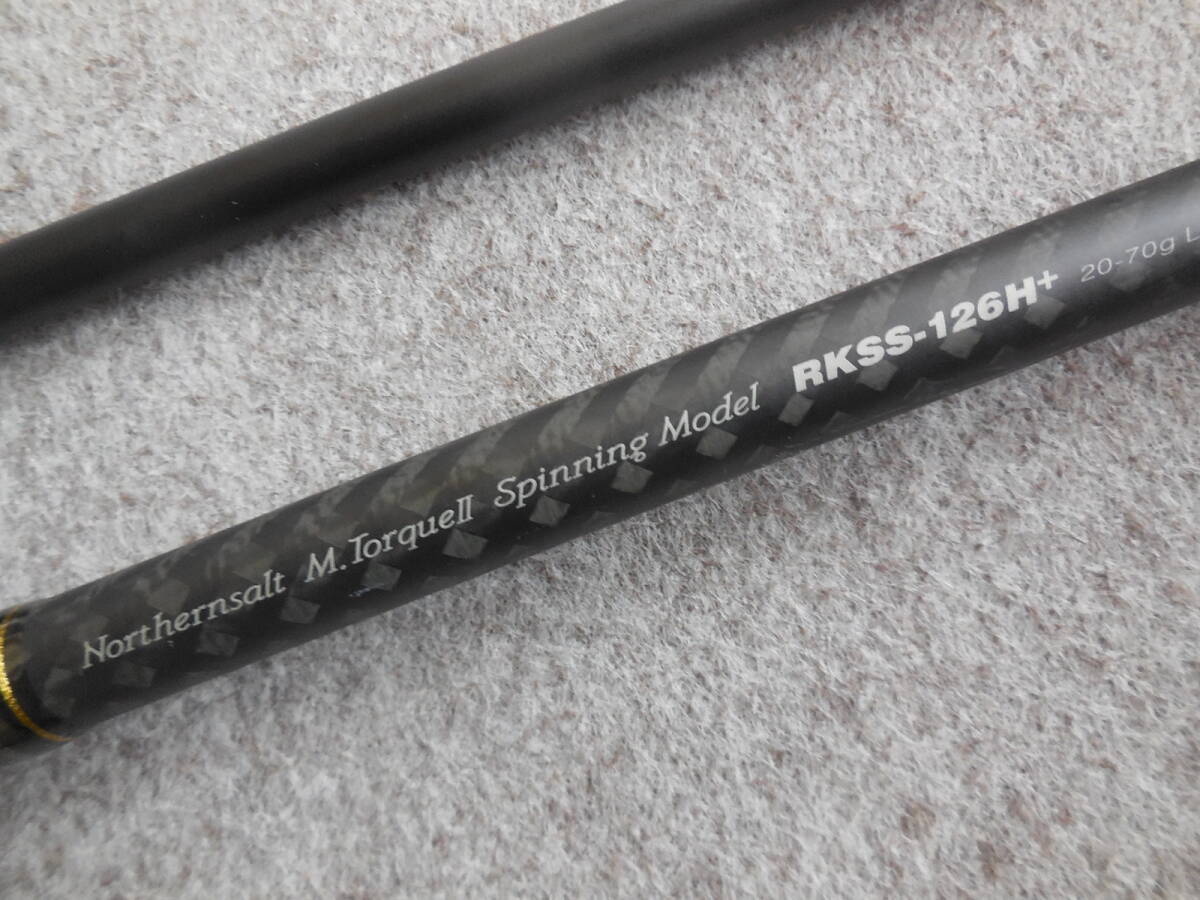 Northernsalt M.TorqueII Spinning Model RKSS-126H+ 20-70g L